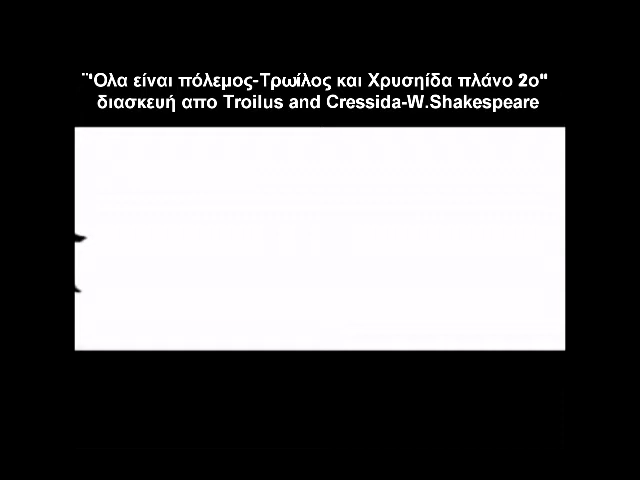 ¨'Ολα είναι πόλεμος-Τρωίλος και Χρυσηίδα πλάνο 2ο"
διασκευή απο Troilus and Cressida-W.Shakespeare